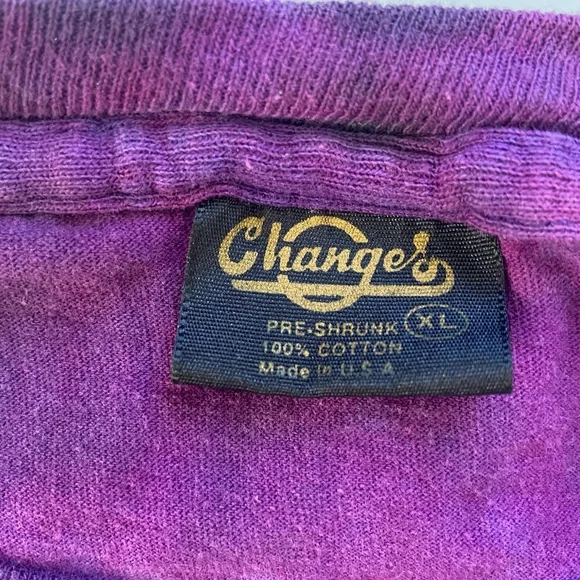 Changes
PRE-SHRUNK XL
100% COTTON
Made in U.S.A